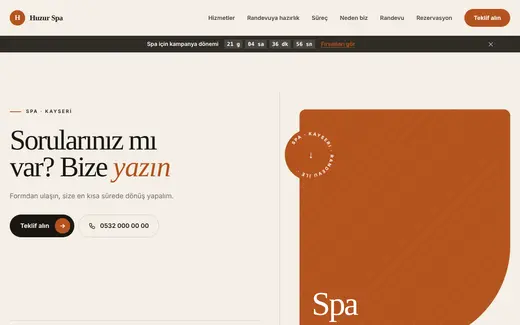 H Huzur Spa
Hizmetler Randevuya hazırlık Süreç Neden biz Randevu Rezervasyon Teklif alın
Spa için kampanya dönemi 21 g 04 sa 36 dk 56 sn Fırsatları gör
SPA · KAYSERİ
Sorularınız mı
var? Bize yazın
Formdan ulaşın, size en kısa sürede dönüş yapalım.
Teklif alın → 0532 000 00 00
SPA · KAYSERİ · RANDEVU İLE ·
↓
Spa